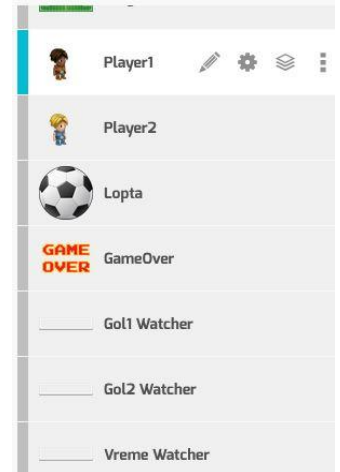 Player1
Player2
Lopta
GAME
OVER
GameOver
Gol1 Watcher
Gol2 Watcher
Vreme Watcher